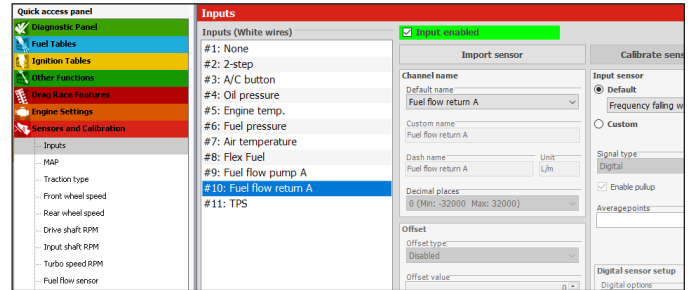 Quick access panel
Diagnostic Panel
Fuel Tables
Ignition Tables
Other Functions
Drag Race Features
Engine Settings
Sensors and Calibration
Inputs
MAP
Traction type
Front wheel speed
Rear wheel speed
Drive shaft RPM
Input shaft RPM
Turbo speed RPM
Fuel flow sensor
Inputs
Inputs (White wires)
#1: None
#2: 2-step
#3: A/C button
#4: Oil pressure
#5: Engine temp.
#6: Fuel pressure
#7: Air temperature
#8: Flex Fuel
#9: Fuel flow pump A
#10: Fuel flow return A
#11: TPS
Input enabled
Import sensor
Channel name
Default name
Fuel flow return A
Custom name
Fuel flow return A
Dash name Unit
Fuel flow return A L/m
Decimal places
0 (Min: -32000 Max: 32000)
Offset
Offset type
Disabled
Offset value
0
Calibrate sens
Input sensor
Default
Frequency falling w
Custom
Signal type
Digital
Enable pullup
Averagepoints
Digital sensor setup
Digital options